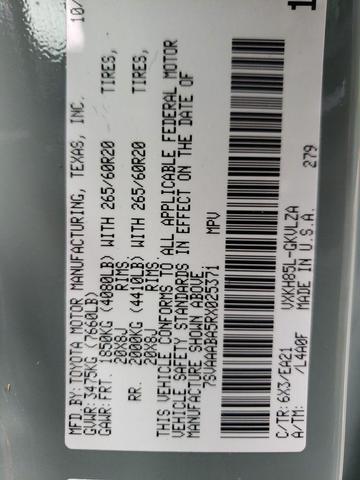 MFD.BY: TOYOTA MOTOR MANUFACTURING, TEXAS, INC. 10/
GVWR: 3475KG (7660LB)
GAWR: FRT. 1850KG (4080LB) WITH 265/60R20 TIRES,
20X8J RIMS
RR. 2000KG (4410LB) WITH 265/60R20 TIRES,
20X8J RIMS
THIS VEHICLE CONFORMS TO ALL APPLICABLE FEDERAL MOTOR
VEHICLE SAFETY STANDARDS IN EFFECT ON THE DATE OF
MANUFACTURE SHOWN ABOVE.
7SVAAABA5RX025371 MPV
C/TR: 6X3/EA21 VXKH85L-GKVLZA 279
A/TM: /L4A0F MADE IN U.S.A.